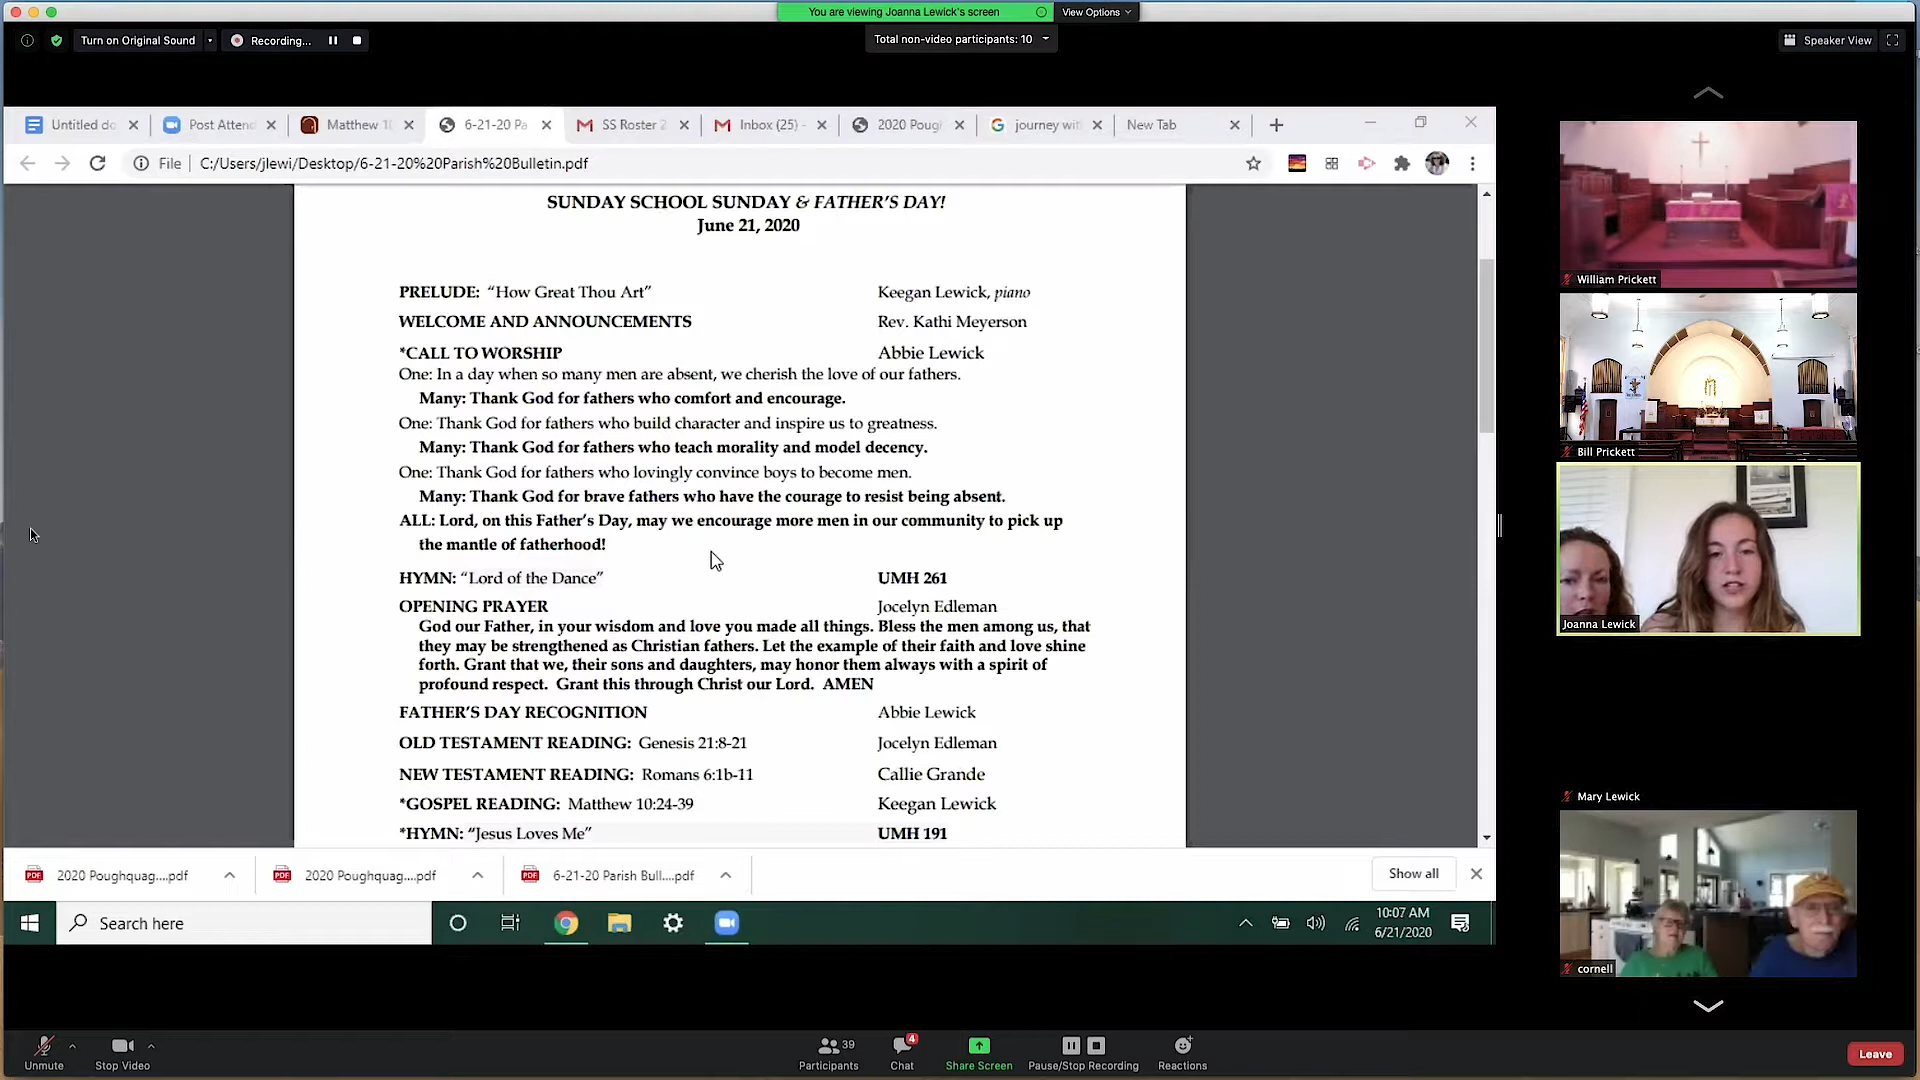 You are viewing Joanna Lewick's screen
View Options
Turn on Original Sound
Recording...
Total non-video participants: 10
Speaker View
Untitled do
Post Attend
Matthew 10
6-21-20 Pa
SS Roster 2
Inbox (25) -
2020 Poug
journey wit
New Tab
File
C:/Users/jlewi/Desktop/6-21-20%20Parish%20Bulletin.pdf
SUNDAY SCHOOL SUNDAY & FATHER'S DAY!
June 21, 2020
PRELUDE: “How Great Thou Art” Keegan Lewick, piano
WELCOME AND ANNOUNCEMENTS Rev. Kathi Meyerson
*CALL TO WORSHIP Abbie Lewick
One: In a day when so many men are absent, we cherish the love of our fathers.
Many: Thank God for fathers who comfort and encourage.
One: Thank God for fathers who build character and inspire us to greatness.
Many: Thank God for fathers who teach morality and model decency.
One: Thank God for fathers who lovingly convince boys to become men.
Many: Thank God for brave fathers who have the courage to resist being absent.
ALL: Lord, on this Father's Day, may we encourage more men in our community to pick up
the mantle of fatherhood!
HYMN: “Lord of the Dance” UMH 261
OPENING PRAYER Jocelyn Edleman
God our Father, in your wisdom and love you made all things. Bless the men among us, that
they may be strengthened as Christian fathers. Let the example of their faith and love shine
forth. Grant that we, their sons and daughters, may honor them always with a spirit of
profound respect. Grant this through Christ our Lord. AMEN
FATHER'S DAY RECOGNITION Abbie Lewick
OLD TESTAMENT READING: Genesis 21:8-21 Jocelyn Edleman
NEW TESTAMENT READING: Romans 6:1b-11 Callie Grande
*GOSPEL READING: Matthew 10:24-39 Keegan Lewick
*HYMN: “Jesus Loves Me” UMH 191
2020 Poughquag....pdf
2020 Poughquag....pdf
6-21-20 Parish Bull....pdf
Show all
Search here
10:07 AM
6/21/2020
William Prickett
Bill Prickett
Joanna Lewick
Mary Lewick
cornell
Unmute
Stop Video
39
Participants
4
Chat
Share Screen
Pause/Stop Recording
Reactions
Leave